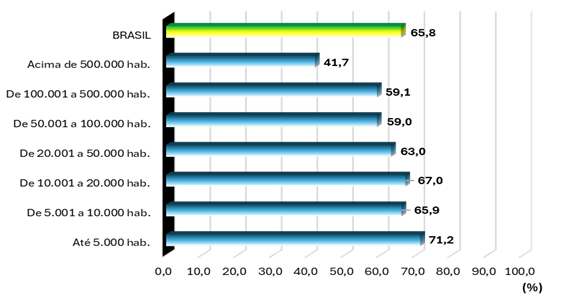 BRASIL 65,8
Acima de 500.000 hab. 41,7
De 100.001 a 500.000 hab. 59,1
De 50.001 a 100.000 hab. 59,0
De 20.001 a 50.000 hab. 63,0
De 10.001 a 20.000 hab. 67,0
De 5.001 a 10.000 hab. 65,9
Até 5.000 hab. 71,2
0,0 10,0 20,0 30,0 40,0 50,0 60,0 70,0 80,0 90,0 100,0
(%)